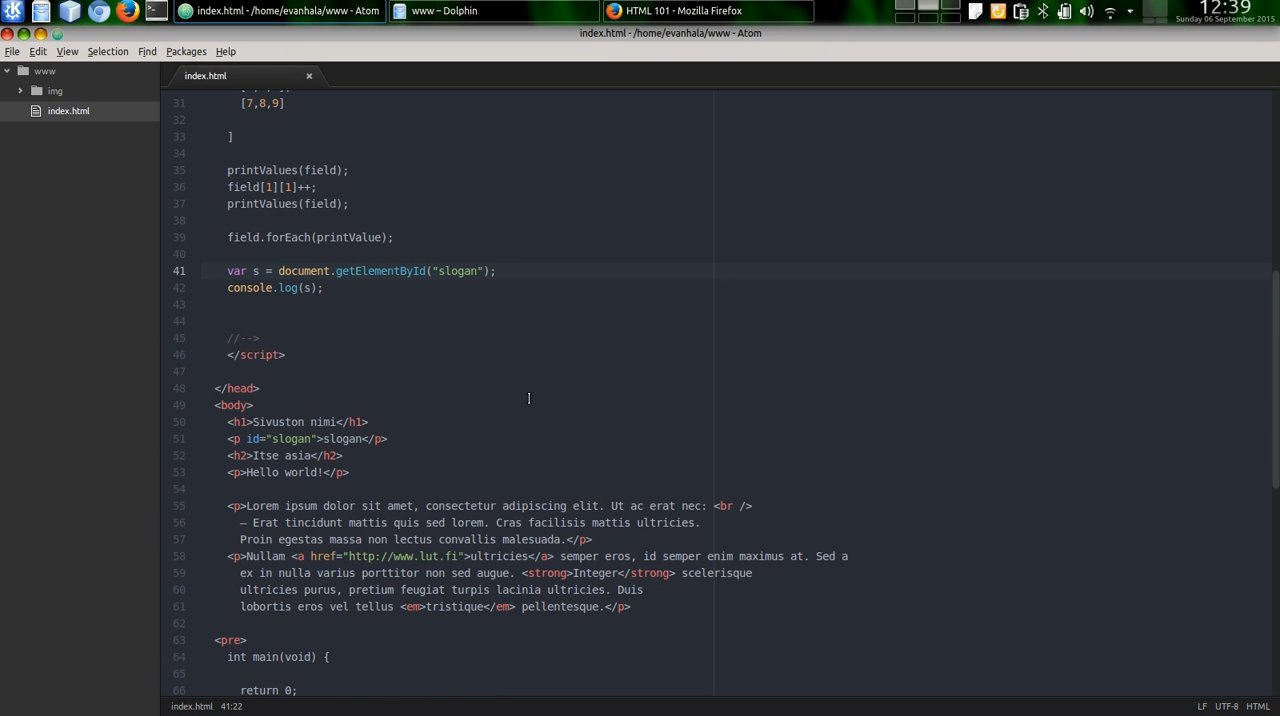 index.html - /home/evanhala/www - Atom
www – Dolphin
HTML 101 - Mozilla Firefox
12:39
Sunday 06 September 2015
index.html - /home/evanhala/www - Atom
File Edit View Selection Find Packages Help
www
img
index.html
index.html
31 [7,8,9]
32
33 ]
34
35 printValues(field);
36 field[1][1]++;
37 printValues(field);
38
39 field.forEach(printValue);
40
41 var s = document.getElementById("slogan");
42 console.log(s);
43
44
45 //-->
46 </script>
47
48 </head>
49 <body>
50 <h1>Sivuston nimi</h1>
51 <p id="slogan">slogan</p>
52 <h2>Itse asia</h2>
53 <p>Hello world!</p>
54
55 <p>Lorem ipsum dolor sit amet, consectetur adipiscing elit. Ut ac erat nec: <br />
56 – Erat tincidunt mattis quis sed lorem. Cras facilisis mattis ultricies.
57 Proin egestas massa non lectus convallis malesuada.</p>
58 <p>Nullam <a href="http://www.lut.fi">ultricies</a> semper eros, id semper enim maximus at. Sed a
59 ex in nulla varius porttitor non sed augue. <strong>Integer</strong> scelerisque
60 ultricies purus, pretium feugiat turpis lacinia ultricies. Duis
61 lobortis eros vel tellus <em>tristique</em> pellentesque.</p>
62
63 <pre>
64 int main(void) {
65
66 return 0;
index.html 41:22
LF UTF-8 HTML